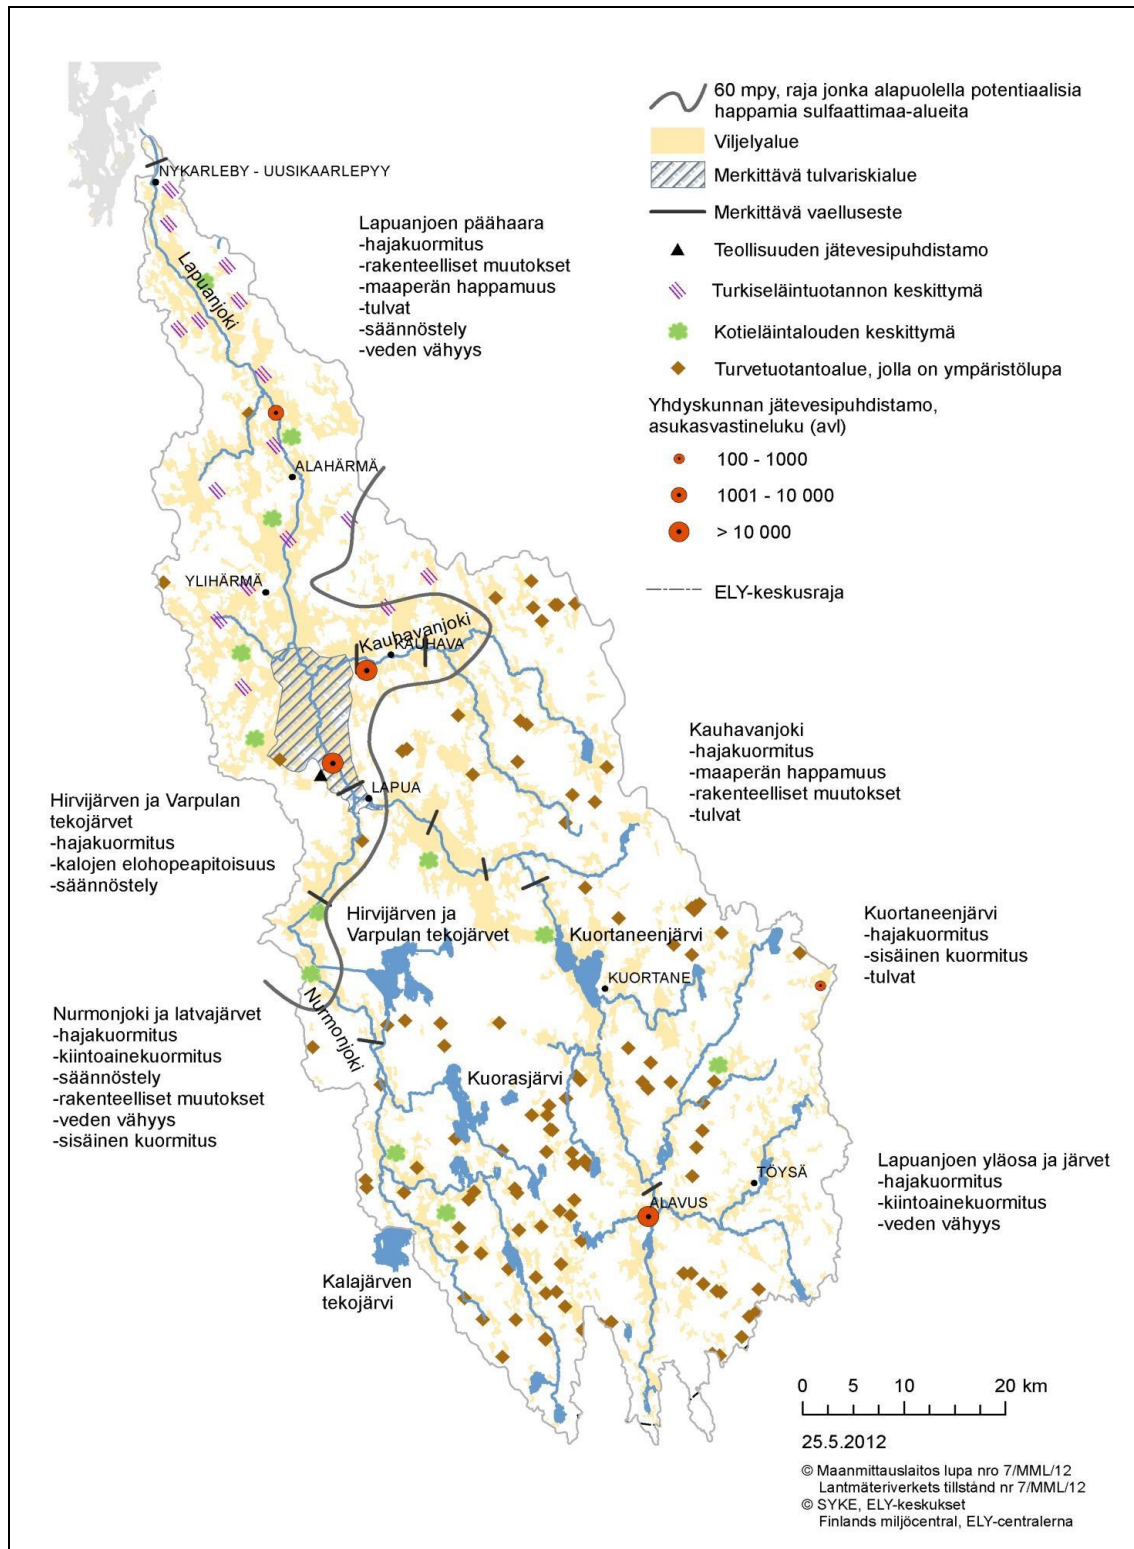 60 mpy, raja jonka alapuolella potentiaalisia
happamia sulfaattimaa-alueita
Viljelyalue
Merkittävä tulvariskialue
Merkittävä vaelluseste
Teollisuuden jätevesipuhdistamo
Turkiseläintuotannon keskittymä
Kotieläintalouden keskittymä
Turvetuotantoalue, jolla on ympäristölupa
Yhdyskunnan jätevesipuhdistamo,
asukasvastineluku (avl)
100 - 1000
1001 - 10 000
> 10 000
ELY-keskusraja
NYKARLEBY - UUSIKAARLEPYY
Lapuanjoen päähaara
-hajakuormitus
-rakenteelliset muutokset
-maaperän happamuus
-tulvat
-säännöstely
-veden vähyys
Lapuanjoki
ALAHÄRMÄ
YLIHÄRMÄ
Kauhavanjoki
KAUHAVA
Kauhavanjoki
-hajakuormitus
-maaperän happamuus
-rakenteelliset muutokset
-tulvat
LAPUA
Hirvijärven ja Varpulan
tekojärvet
-hajakuormitus
-kalojen elohopeapitoisuus
-säännöstely
Hirvijärven ja
Varpulan tekojärvet
Kuortaneenjärvi
KUORTANE
Kuortaneenjärvi
-hajakuormitus
-sisäinen kuormitus
-tulvat
Nurmonjoki
Nurmonjoki ja latvajärvet
-hajakuormitus
-kiintoainekuormitus
-säännöstely
-rakenteelliset muutokset
-veden vähyys
-sisäinen kuormitus
Kuorasjärvi
TÖYSÄ
ALAVUS
Lapuanjoen yläosa ja järvet
-hajakuormitus
-kiintoainekuormitus
-veden vähyys
Kalajärven
tekojärvi
0 5 10 20 km
25.5.2012
© Maanmittauslaitos lupa nro 7/MML/12
Lantmäteriverkets tillstånd nr 7/MML/12
© SYKE, ELY-keskukset
Finlands miljöcentral, ELY-centralerna